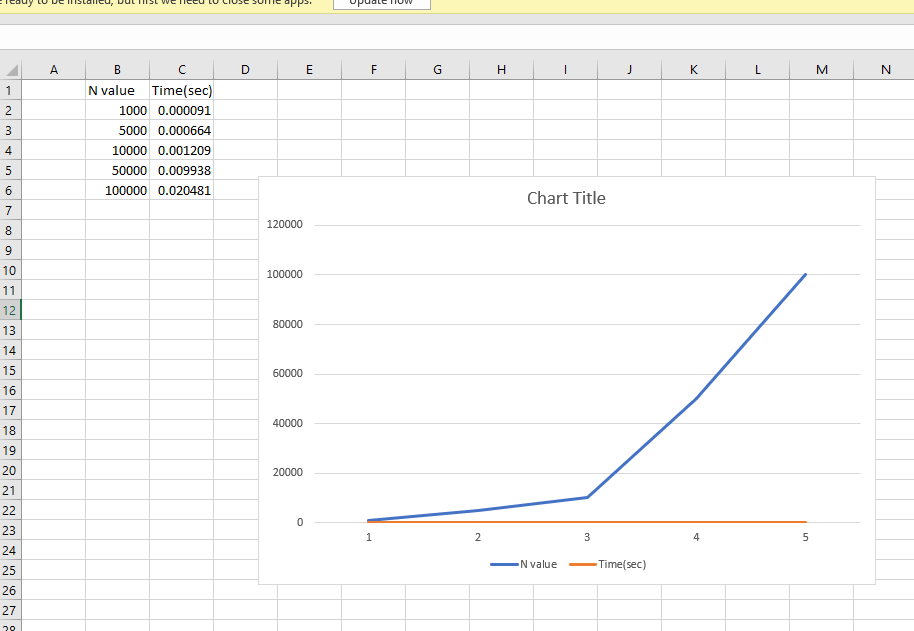 ready to be installed, but first we need to close some apps. Update now
A B C D E F G H I J K L M N
1 N value Time(sec)
2 1000 0.000091
3 5000 0.000664
4 10000 0.001209
5 50000 0.009938
6 100000 0.020481
7
8
9
10
11
12
13
14
15
16
17
18
19
20
21
22
23
24
25
26
27
28
Chart Title
120000
100000
80000
60000
40000
20000
0
1 2 3 4 5
N value Time(sec)